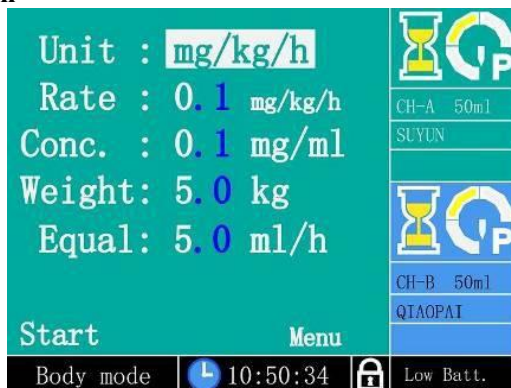 Unit : mg/kg/h
Rate : 0.1 mg/kg/h
Conc. : 0.1 mg/ml
Weight: 5.0 kg
Equal: 5.0 ml/h
Start Menu
Body mode 10:50:34 Low Batt.
P
CH-A 50ml
SUYUN
P
CH-B 50ml
QIAOPAI